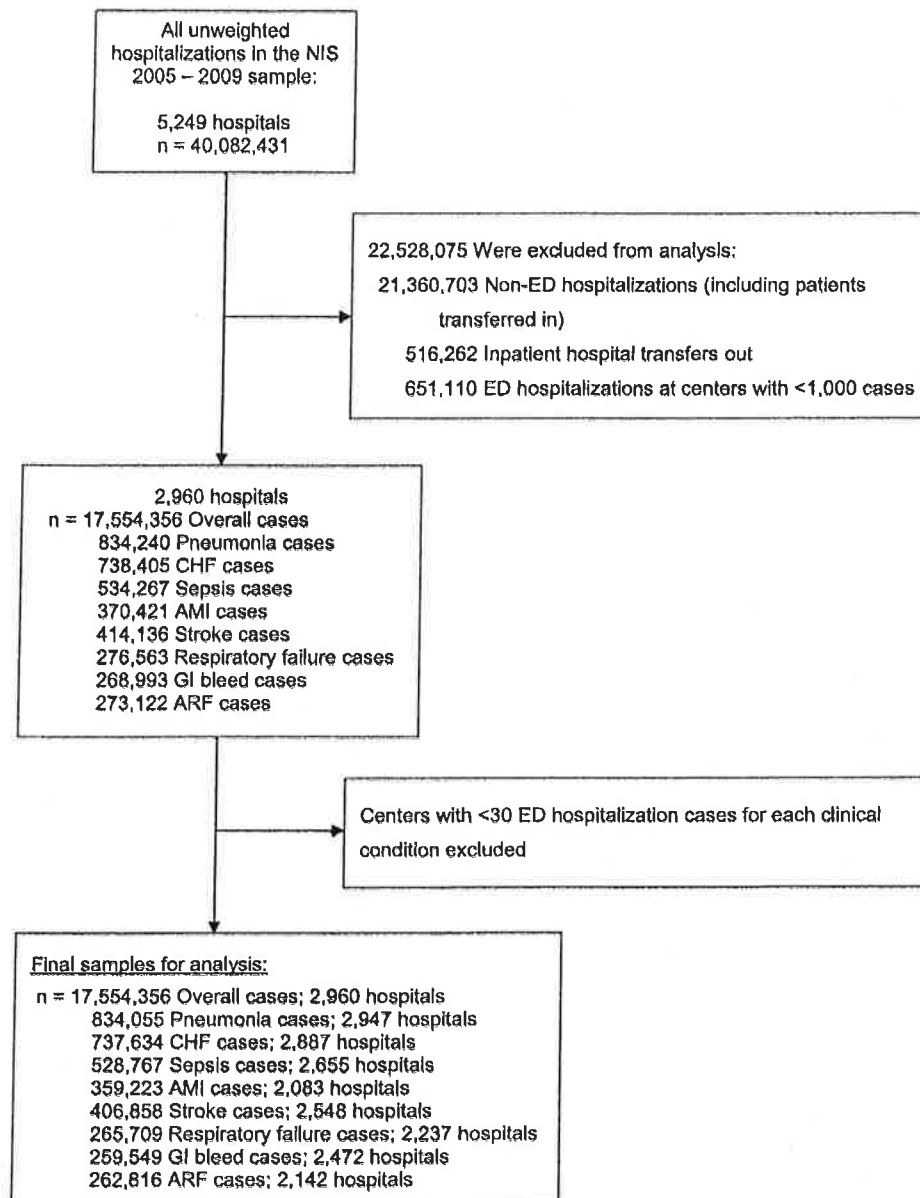 All unweighted
hospitalizations in the NIS
2005 – 2009 sample:
5,249 hospitals
n = 40,082,431
22,528,075 Were excluded from analysis:
21,360,703 Non-ED hospitalizations (including patients
transferred in)
516,262 Inpatient hospital transfers out
651,110 ED hospitalizations at centers with <1,000 cases
2,960 hospitals
n = 17,554,356 Overall cases
834,240 Pneumonia cases
738,405 CHF cases
534,267 Sepsis cases
370,421 AMI cases
414,136 Stroke cases
276,563 Respiratory failure cases
268,993 GI bleed cases
273,122 ARF cases
Centers with <30 ED hospitalization cases for each clinical
condition excluded
Final samples for analysis:
n = 17,554,356 Overall cases; 2,960 hospitals
834,055 Pneumonia cases; 2,947 hospitals
737,634 CHF cases; 2,887 hospitals
528,767 Sepsis cases; 2,655 hospitals
359,223 AMI cases; 2,083 hospitals
406,858 Stroke cases; 2,548 hospitals
265,709 Respiratory failure cases; 2,237 hospitals
259,549 GI bleed cases; 2,472 hospitals
262,816 ARF cases; 2,142 hospitals